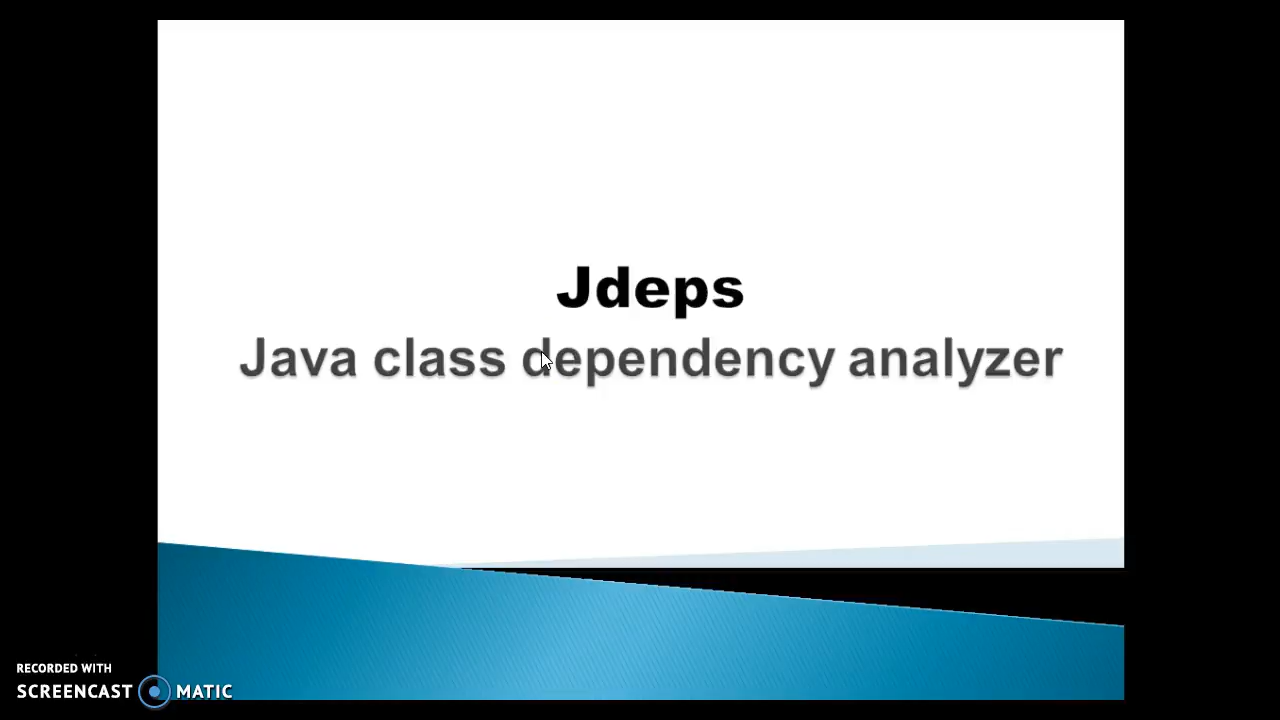 Jdeps
Java class dependency analyzer
RECORDED WITH
SCREENCAST MATIC